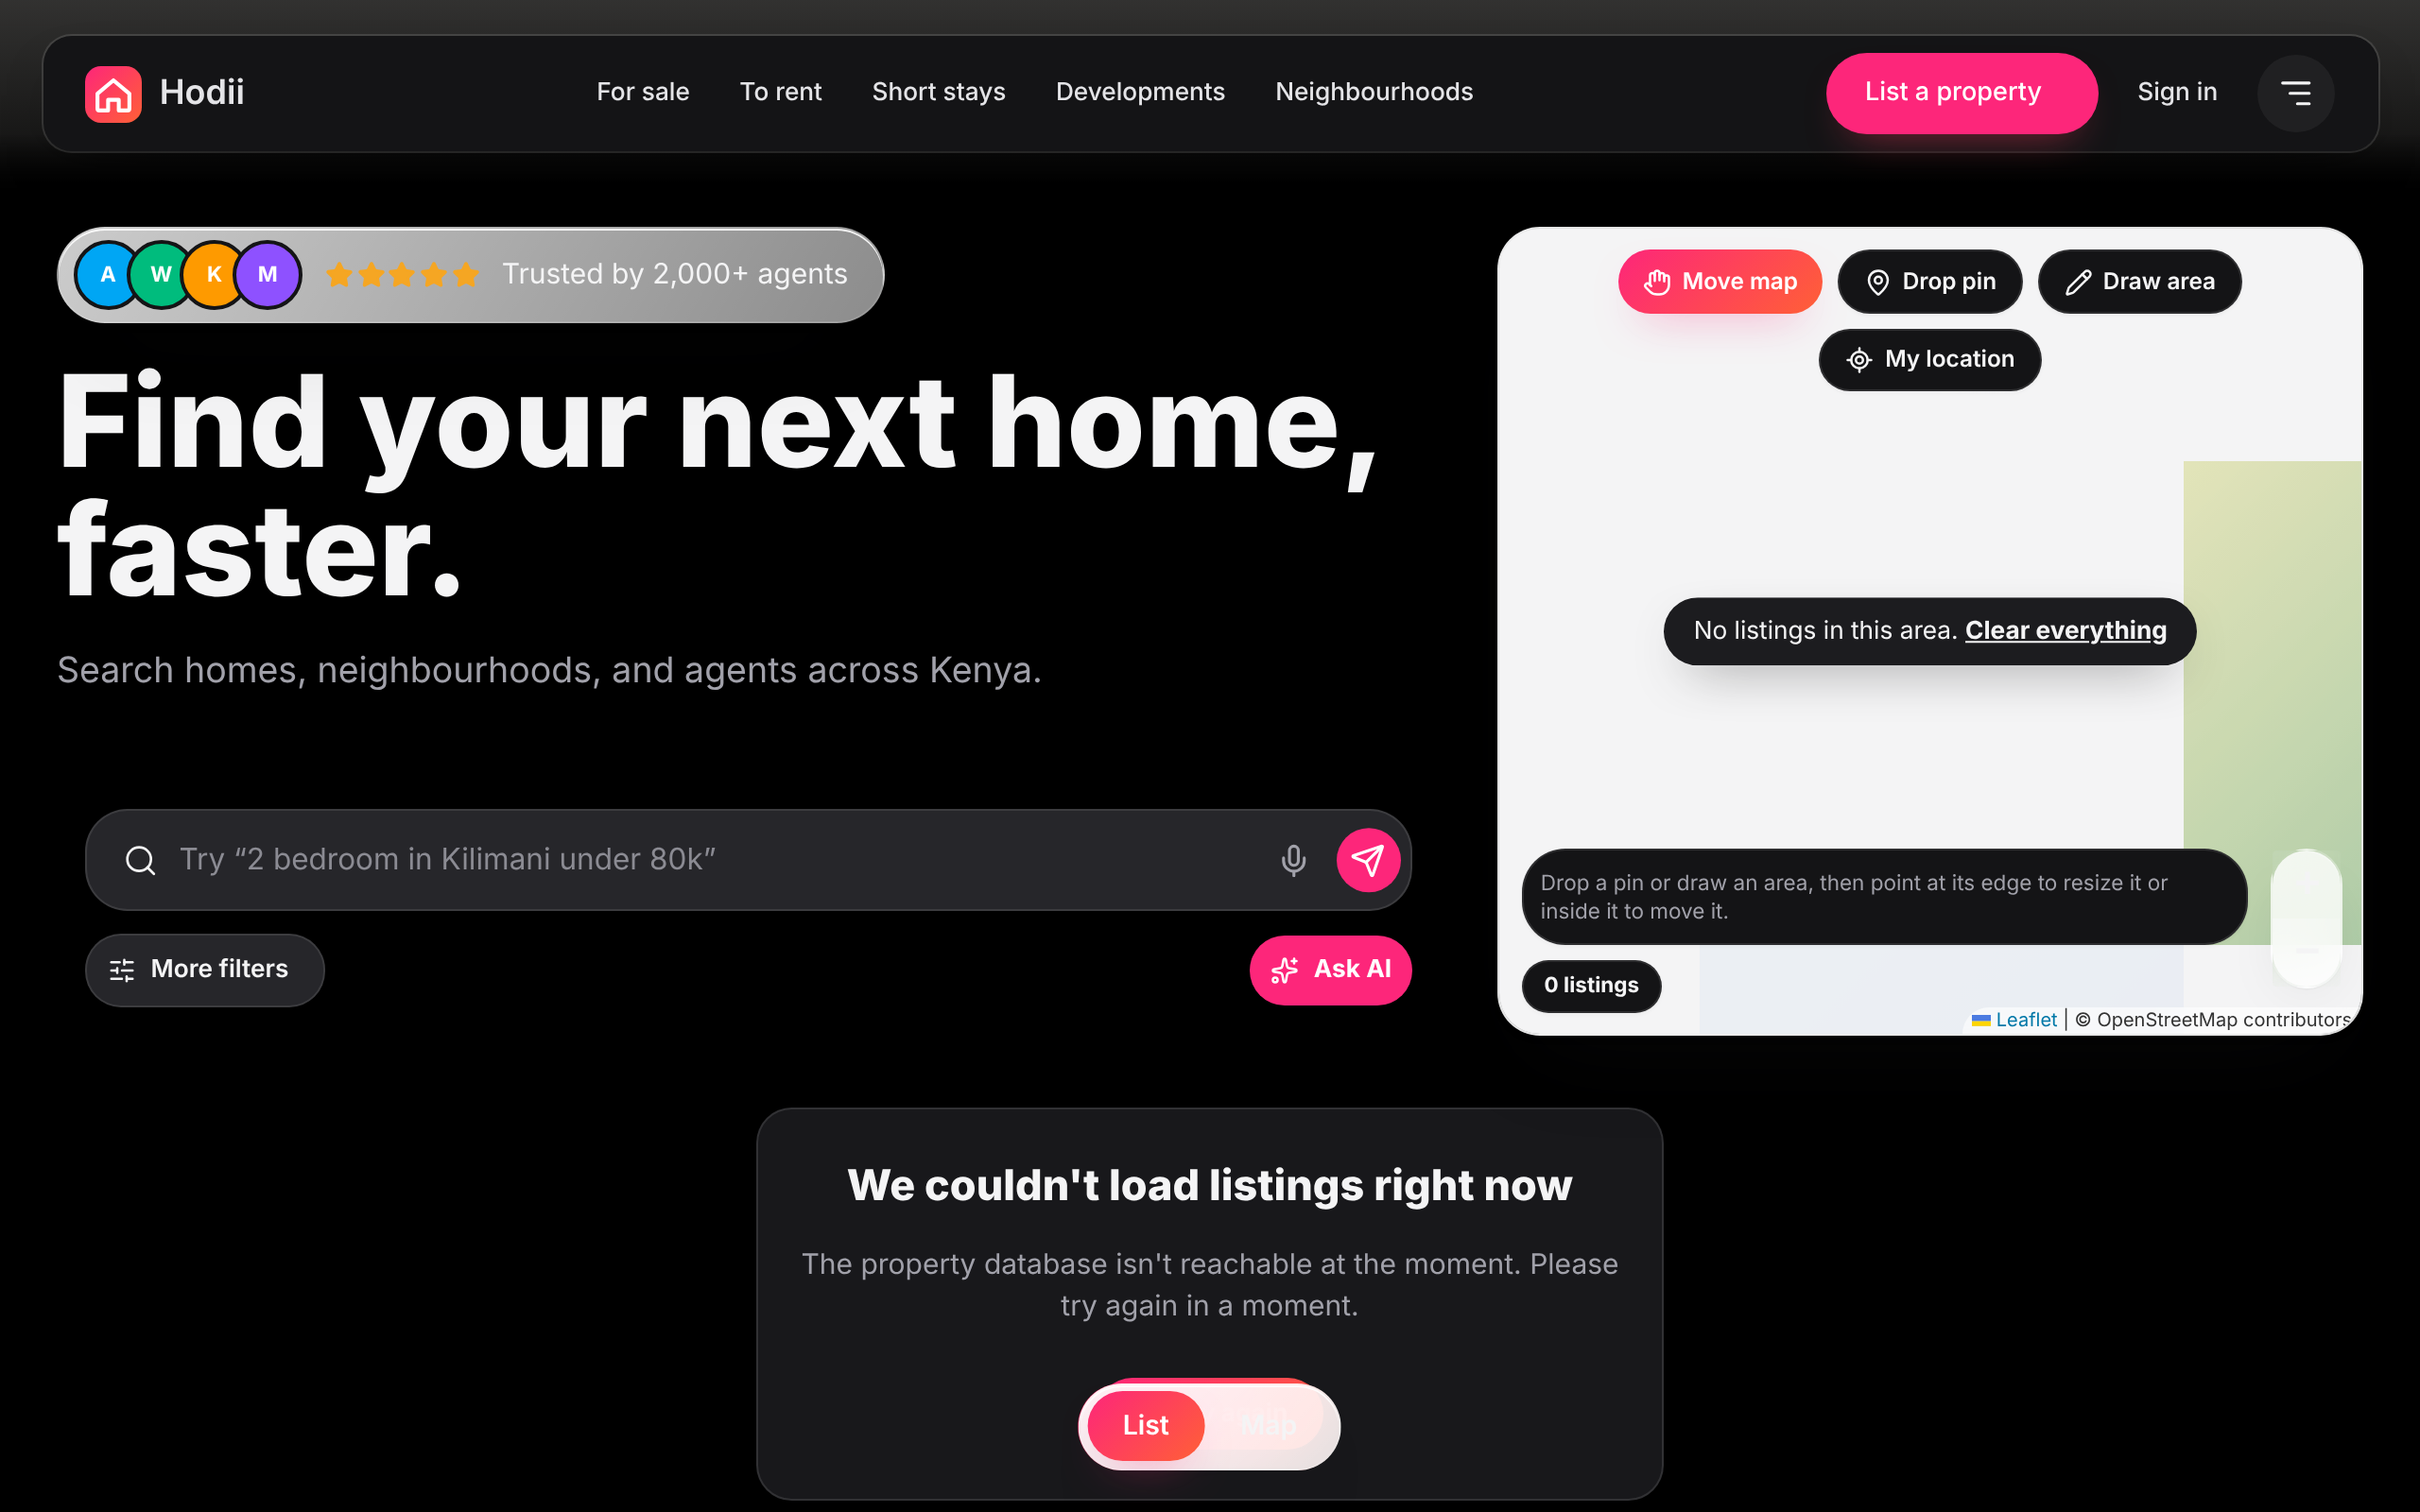 Hodii
For sale
To rent
Short stays
Developments
Neighbourhoods
List a property
Sign in
A
W
K
M
Trusted by 2,000+ agents
Find your next home,
faster.
Search homes, neighbourhoods, and agents across Kenya.
Try “2 bedroom in Kilimani under 80k”
More filters
Ask AI
Move map
Drop pin
Draw area
My location
No listings in this area. Clear everything
Drop a pin or draw an area, then point at its edge to resize it or
inside it to move it.
0 listings
Leaflet | © OpenStreetMap contributors
We couldn't load listings right now
The property database isn't reachable at the moment. Please
try again in a moment.
List
Map